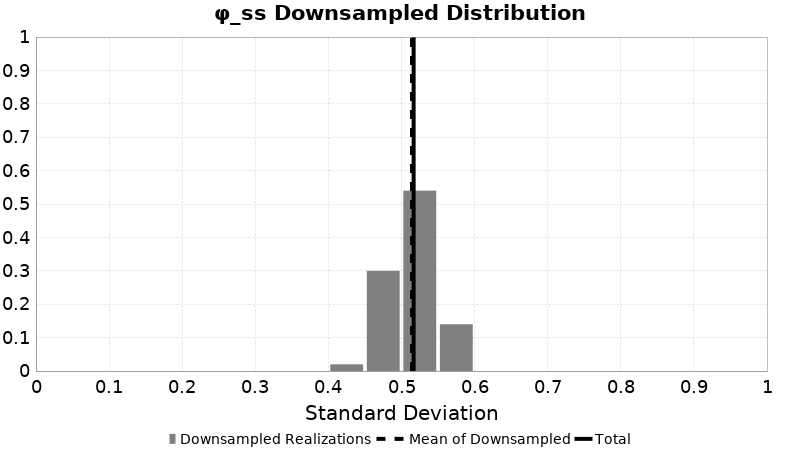 φ_ss Downsampled Distribution
1
0.9
0.8
0.7
0.6
0.5
0.4
0.3
0.2
0.1
0
0 0.1 0.2 0.3 0.4 0.5 0.6 0.7 0.8 0.9 1
Standard Deviation
Downsampled Realizations Mean of Downsampled Total